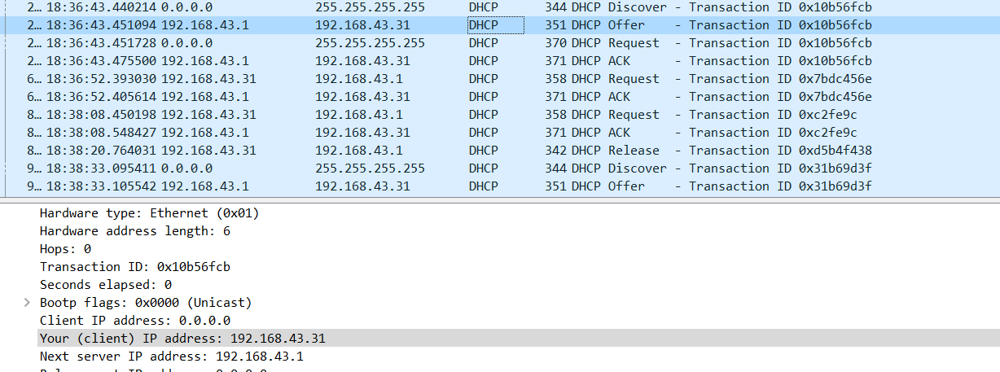 2... 18:36:43.440214 0.0.0.0 255.255.255.255 DHCP 344 DHCP Discover - Transaction ID 0x10b56fcb
2... 18:36:43.451094 192.168.43.1 192.168.43.31 DHCP 351 DHCP Offer - Transaction ID 0x10b56fcb
2... 18:36:43.451728 0.0.0.0 255.255.255.255 DHCP 370 DHCP Request - Transaction ID 0x10b56fcb
2... 18:36:43.475500 192.168.43.1 192.168.43.31 DHCP 371 DHCP ACK - Transaction ID 0x10b56fcb
6... 18:36:52.393030 192.168.43.31 192.168.43.1 DHCP 358 DHCP Request - Transaction ID 0x7bdc456e
6... 18:36:52.405614 192.168.43.1 192.168.43.31 DHCP 371 DHCP ACK - Transaction ID 0x7bdc456e
8... 18:38:08.450198 192.168.43.31 192.168.43.1 DHCP 358 DHCP Request - Transaction ID 0xc2fe9c
8... 18:38:08.548427 192.168.43.1 192.168.43.31 DHCP 371 DHCP ACK - Transaction ID 0xc2fe9c
8... 18:38:20.764031 192.168.43.31 192.168.43.1 DHCP 342 DHCP Release - Transaction ID 0xd5b4f438
9... 18:38:33.095411 0.0.0.0 255.255.255.255 DHCP 344 DHCP Discover - Transaction ID 0x31b69d3f
9... 18:38:33.105542 192.168.43.1 192.168.43.31 DHCP 351 DHCP Offer - Transaction ID 0x31b69d3f
Hardware type: Ethernet (0x01)
Hardware address length: 6
Hops: 0
Transaction ID: 0x10b56fcb
Seconds elapsed: 0
Bootp flags: 0x0000 (Unicast)
Client IP address: 0.0.0.0
Your (client) IP address: 192.168.43.31
Next server IP address: 192.168.43.1